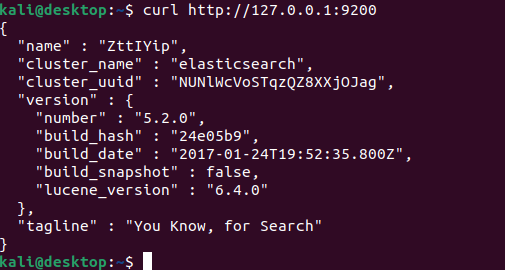 kali@desktop:~$ curl http://127.0.0.1:9200
{
  "name" : "ZttIYip",
  "cluster_name" : "elasticsearch",
  "cluster_uuid" : "NUNlWcVoSTqzQZ8XXjOJag",
  "version" : {
    "number" : "5.2.0",
    "build_hash" : "24e05b9",
    "build_date" : "2017-01-24T19:52:35.800Z",
    "build_snapshot" : false,
    "lucene_version" : "6.4.0"
  },
  "tagline" : "You Know, for Search"
}
kali@desktop:~$